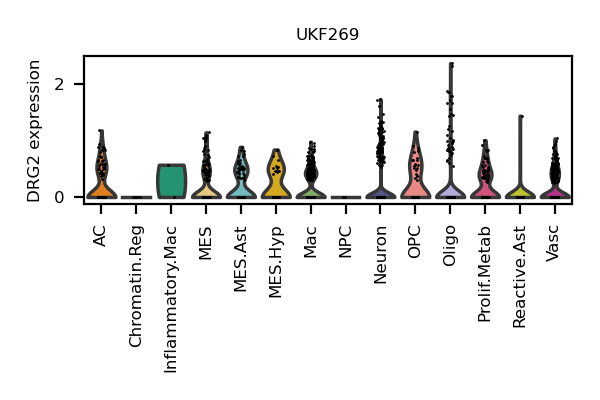 UKF269
DRG2 expression
2
0
AC
Chromatin.Reg
Inflammatory.Mac
MES
MES.Ast
MES.Hyp
Mac
NPC
Neuron
OPC
Oligo
Prolif.Metab
Reactive.Ast
Vasc